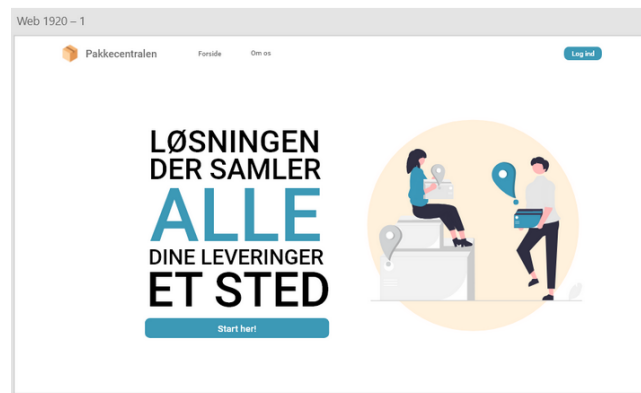 Web 1920 – 1
Pakkecentralen Forside Om os Log ind
LØSNINGEN
DER SAMLER
ALLE
DINE LEVERINGER
ET STED
Start her!